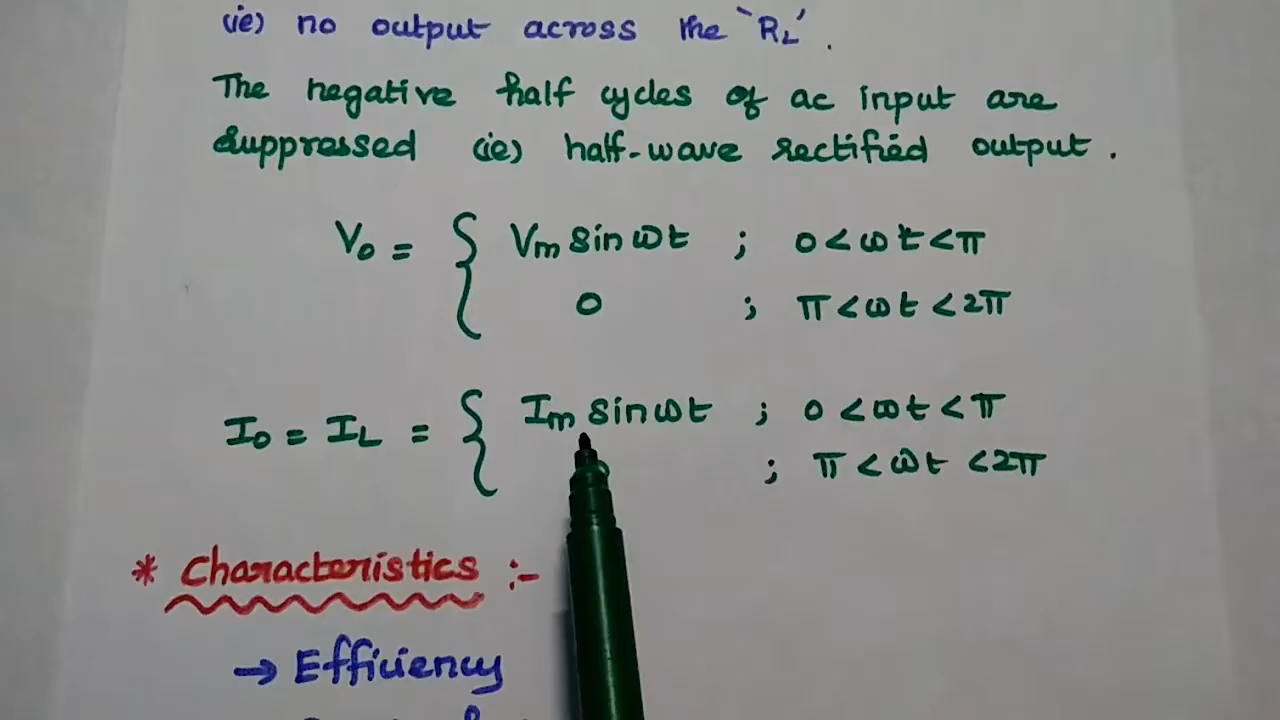 (ie) no output across the `RL'.
The negative half cycles of ac input are
suppressed (ie) half-wave rectified output.
Vo = { Vm sin ωt ; 0 < ωt < π
0 ; π < ωt < 2π
Io = IL = { Im sin ωt ; 0 < ωt < π
; π < ωt < 2π
* Characteristics :-
→ Efficiency